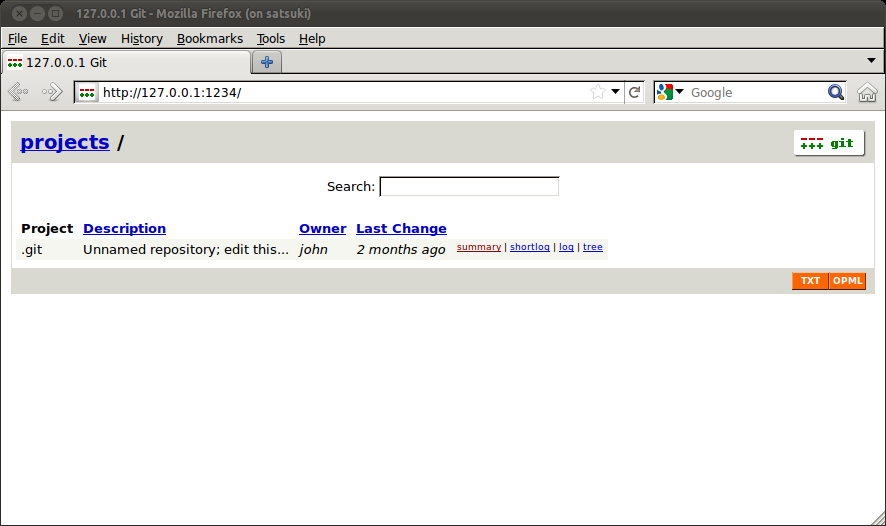 127.0.0.1 Git - Mozilla Firefox (on satsuki)
File Edit View History Bookmarks Tools Help
127.0.0.1 Git
http://127.0.0.1:1234/ Google
projects / git
Search:
Project Description Owner Last Change
.git Unnamed repository; edit this... john 2 months ago summary | shortlog | log | tree
TXT OPML